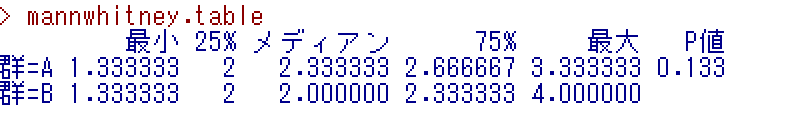 > mannwhitney.table
最小 25% メディアン 75% 最大 P値
群=A 1.333333 2 2.333333 2.666667 3.333333 0.133
群=B 1.333333 2 2.000000 2.333333 4.000000